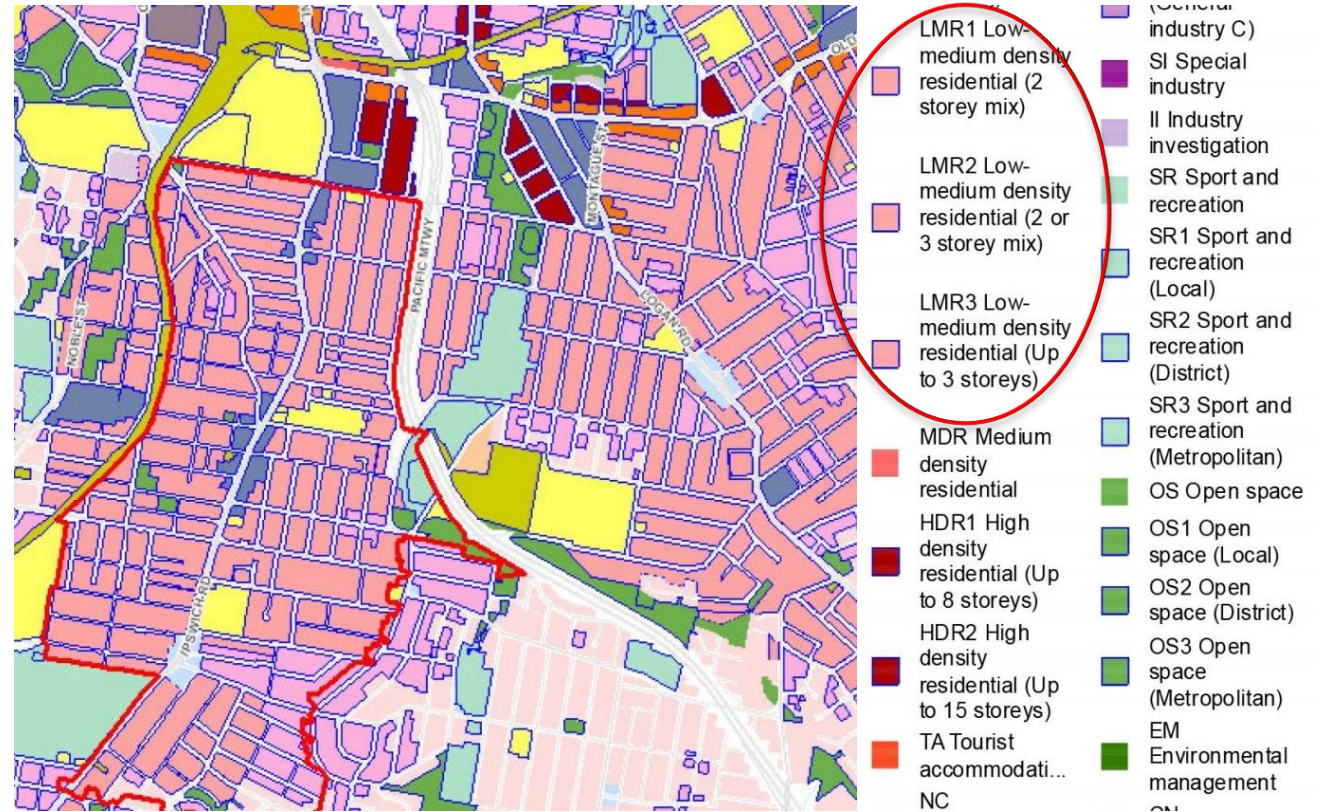 PACIFIC MTWY
MONTAGUE ST
LOGAN RD
NOBLE ST
IPSWICH RD
OLD
LMR1 Low-
medium density
residential (2
storey mix)
LMR2 Low-
medium density
residential (2 or
3 storey mix)
LMR3 Low-
medium density
residential (Up
to 3 storeys)
MDR Medium
density
residential
HDR1 High
density
residential (Up
to 8 storeys)
HDR2 High
density
residential (Up
to 15 storeys)
TA Tourist
accommodati...
NC
(General
industry C)
SI Special
industry
II Industry
investigation
SR Sport and
recreation
SR1 Sport and
recreation
(Local)
SR2 Sport and
recreation
(District)
SR3 Sport and
recreation
(Metropolitan)
OS Open space
OS1 Open
space (Local)
OS2 Open
space (District)
OS3 Open
space
(Metropolitan)
EM
Environmental
management